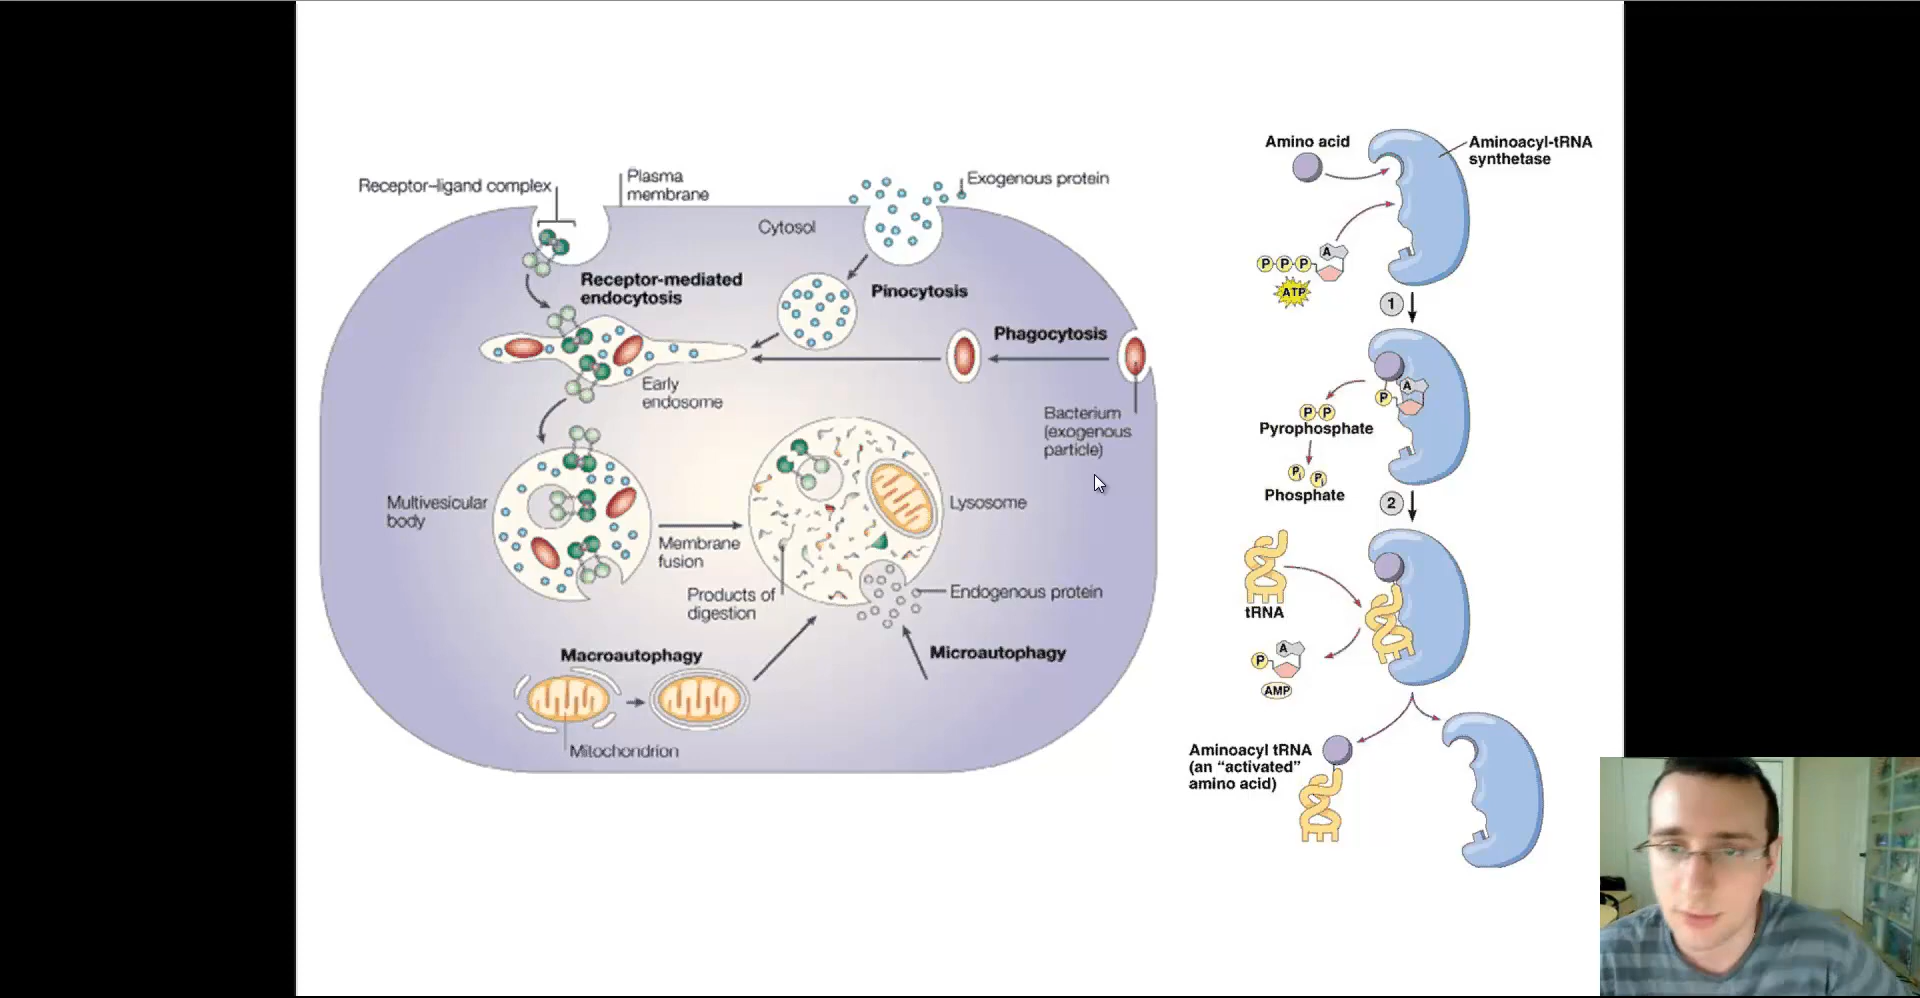 Receptor–ligand complex
Plasma
membrane
Cytosol
Exogenous protein
Receptor-mediated
endocytosis
Pinocytosis
Phagocytosis
Early
endosome
Bacterium
(exogenous
particle)
Multivesicular
body
Membrane
fusion
Lysosome
Products of
digestion
Endogenous protein
Macroautophagy
Microautophagy
Mitochondrion
Amino acid
Aminoacyl-tRNA
synthetase
A
P P P
ATP
1
A
P
P P
Pyrophosphate
Pi Pi
Phosphate
2
tRNA
A
P
AMP
Aminoacyl tRNA
(an “activated”
amino acid)